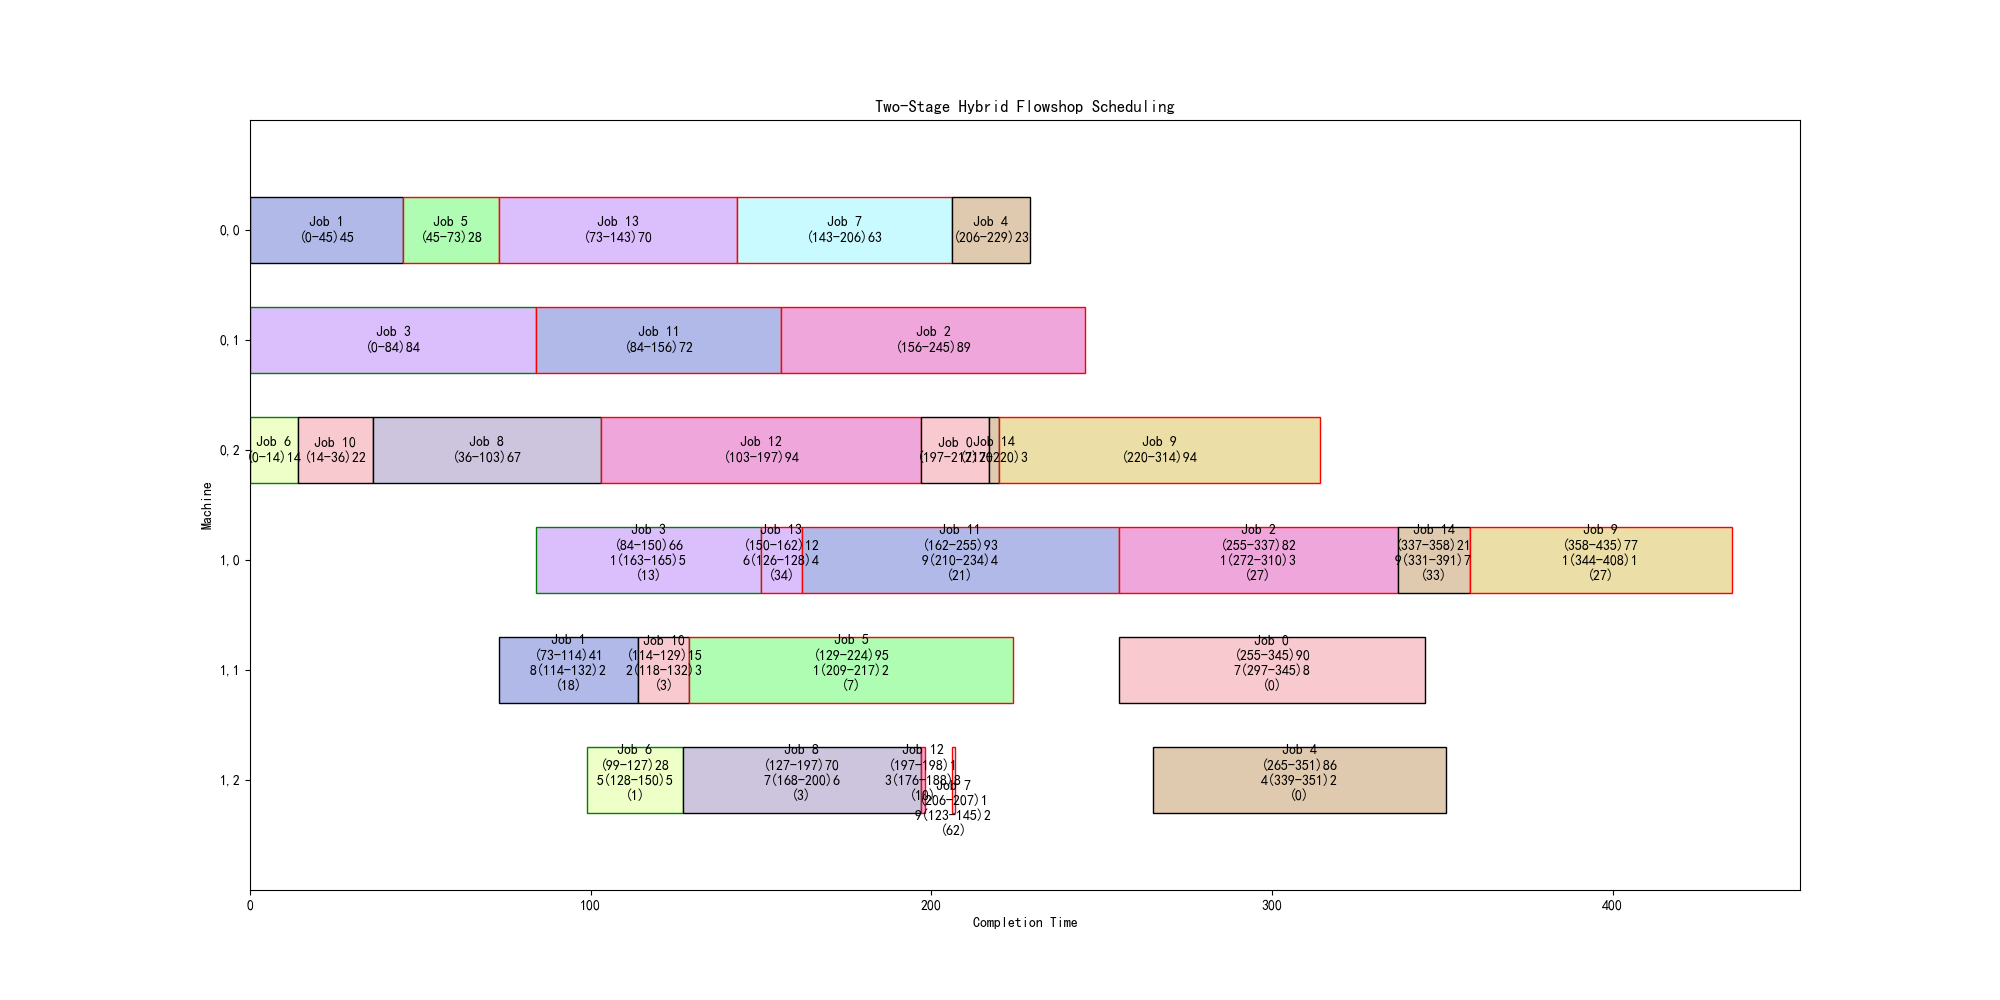 Two-Stage Hybrid Flowshop Scheduling
0,0
Job 1
(0-45)45
Job 5
(45-73)28
Job 13
(73-143)70
Job 7
(143-206)63
Job 4
(206-229)23
0,1
Job 3
(0-84)84
Job 11
(84-156)72
Job 2
(156-245)89
0,2
Job 6
(0-14)14
Job 10
(14-36)22
Job 8
(36-103)67
Job 12
(103-197)94
Job 0
(197-217)20
Job 14
(217-220)3
Job 9
(220-314)94
Machine
1,0
Job 3
(84-150)66
1(163-165)5
(13)
Job 13
(150-162)12
6(126-128)4
(34)
Job 11
(162-255)93
9(210-234)4
(21)
Job 2
(255-337)82
1(272-310)3
(27)
Job 14
(337-358)21
9(331-391)7
(33)
Job 9
(358-435)77
1(344-408)1
(27)
1,1
Job 1
(73-114)41
8(114-132)2
(18)
Job 10
(114-129)15
2(118-132)3
(3)
Job 5
(129-224)95
1(209-217)2
(7)
Job 0
(255-345)90
7(297-345)8
(0)
1,2
Job 6
(99-127)28
5(128-150)5
(1)
Job 8
(127-197)70
7(168-200)6
(3)
Job 12
(197-198)1
3(176-188)8
(10)
Job 7
(206-207)1
9(123-145)2
(62)
Job 4
(265-351)86
4(339-351)2
(0)
0
100
200
300
400
Completion Time